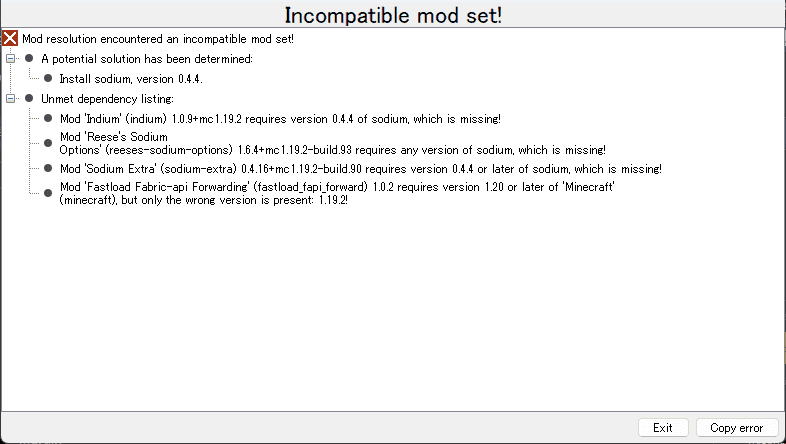 Incompatible mod set!
Mod resolution encountered an incompatible mod set!
A potential solution has been determined:
Install sodium, version 0.4.4.
Unmet dependency listing:
Mod 'Indium' (indium) 1.0.9+mc1.19.2 requires version 0.4.4 of sodium, which is missing!
Mod 'Reese's Sodium
Options' (reeses-sodium-options) 1.6.4+mc1.19.2-build.93 requires any version of sodium, which is missing!
Mod 'Sodium Extra' (sodium-extra) 0.4.16+mc1.19.2-build.90 requires version 0.4.4 or later of sodium, which is missing!
Mod 'Fastload Fabric-api Forwarding' (fastload_fapi_forward) 1.0.2 requires version 1.20 or later of 'Minecraft'
(minecraft), but only the wrong version is present: 1.19.2!
Exit
Copy error